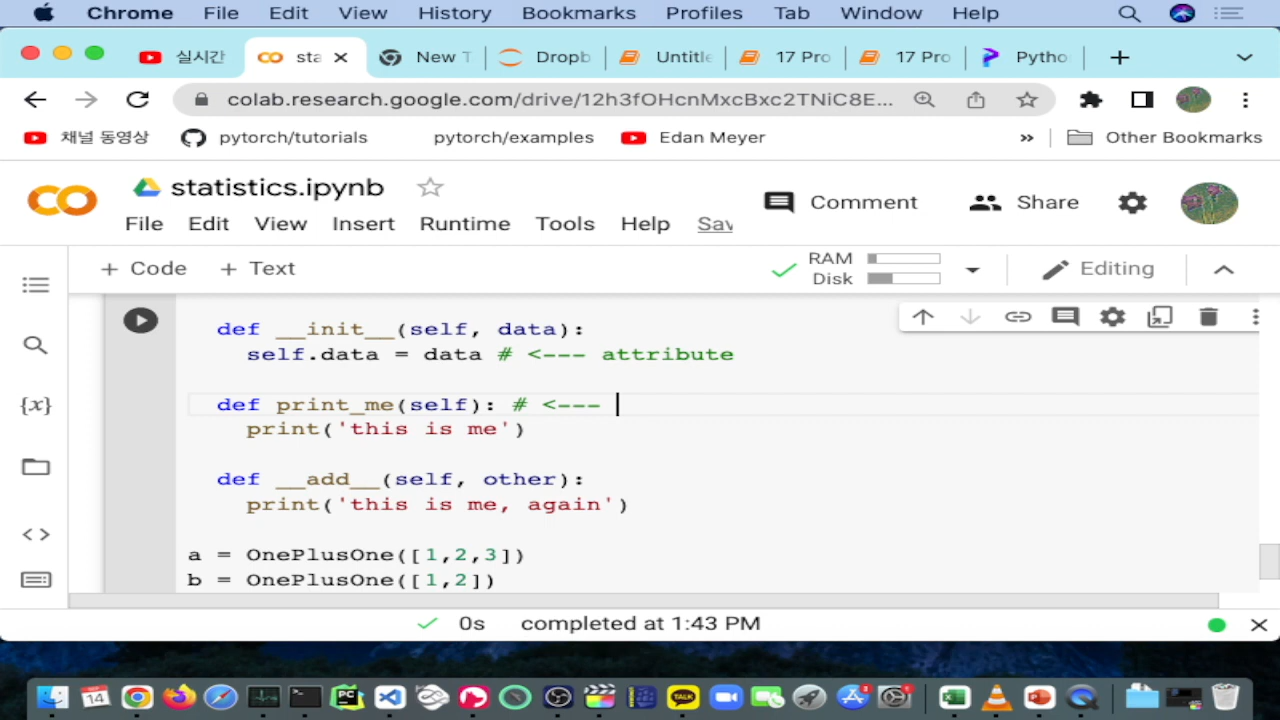 Chrome File Edit View History Bookmarks Profiles Tab Window Help
실시간 sta New T Dropb Untitle 17 Pro 17 Pro Pytho
colab.research.google.com/drive/12h3fOHcnMxcBxc2TNiC8E...
채널 동영상 pytorch/tutorials pytorch/examples Edan Meyer » Other Bookmarks
statistics.ipynb
Comment Share
File Edit View Insert Runtime Tools Help Sav
+ Code + Text RAM Disk Editing
def __init__(self, data):
self.data = data # <--- attribute
def print_me(self): # <---
print('this is me')
def __add__(self, other):
print('this is me, again')
a = OnePlusOne([1,2,3])
b = OnePlusOne([1,2])
0s completed at 1:43 PM
14 PC TALK